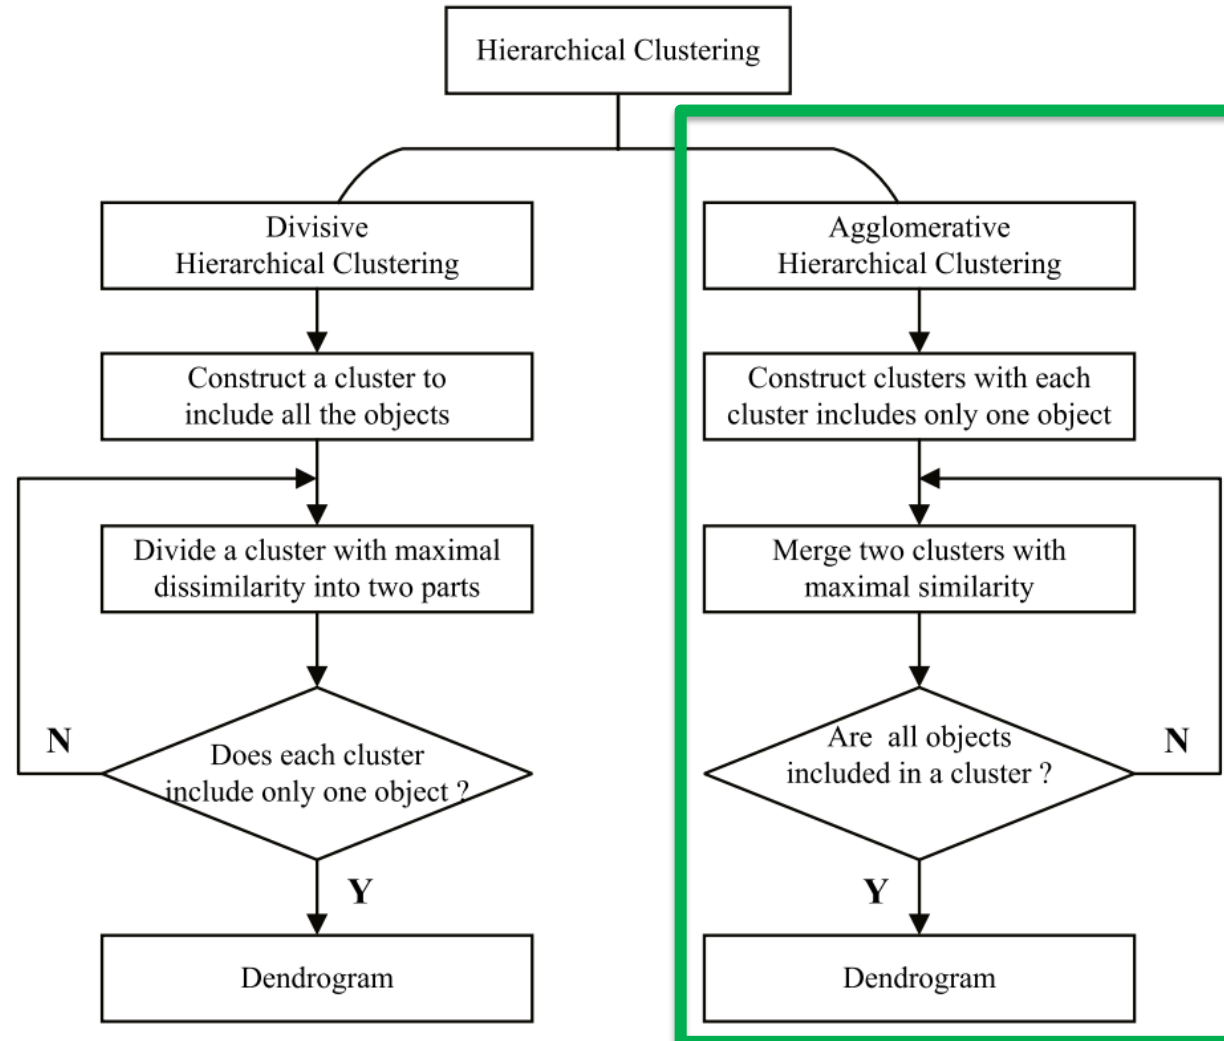 Hierarchical Clustering
Divisive
Hierarchical Clustering
Construct a cluster to
include all the objects
Divide a cluster with maximal
dissimilarity into two parts
N
Does each cluster
include only one object ?
Y
Dendrogram
Agglomerative
Hierarchical Clustering
Construct clusters with each
cluster includes only one object
Merge two clusters with
maximal similarity
Are all objects
included in a cluster ?
N
Y
Dendrogram